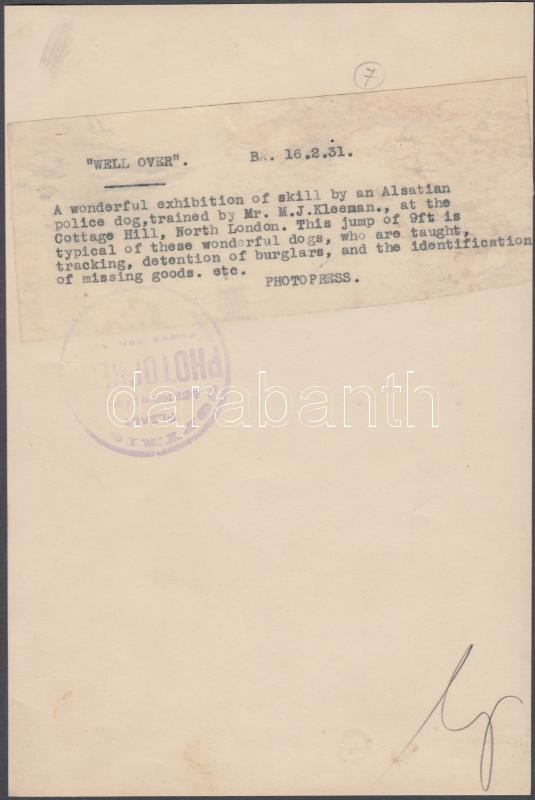 7
"WELL OVER".     BA. 16.2.31.
A wonderful exhibition of skill by an Alsatian
police dog,trained by Mr. M.J.Kleeman., at the
Cottage Hill, North London. This jump of 9ft is
typical of these wonderful dogs, who are taught,
tracking, detention of burglars, and the identification
of missing goods. etc.     PHOTOPRESS.
darabanth